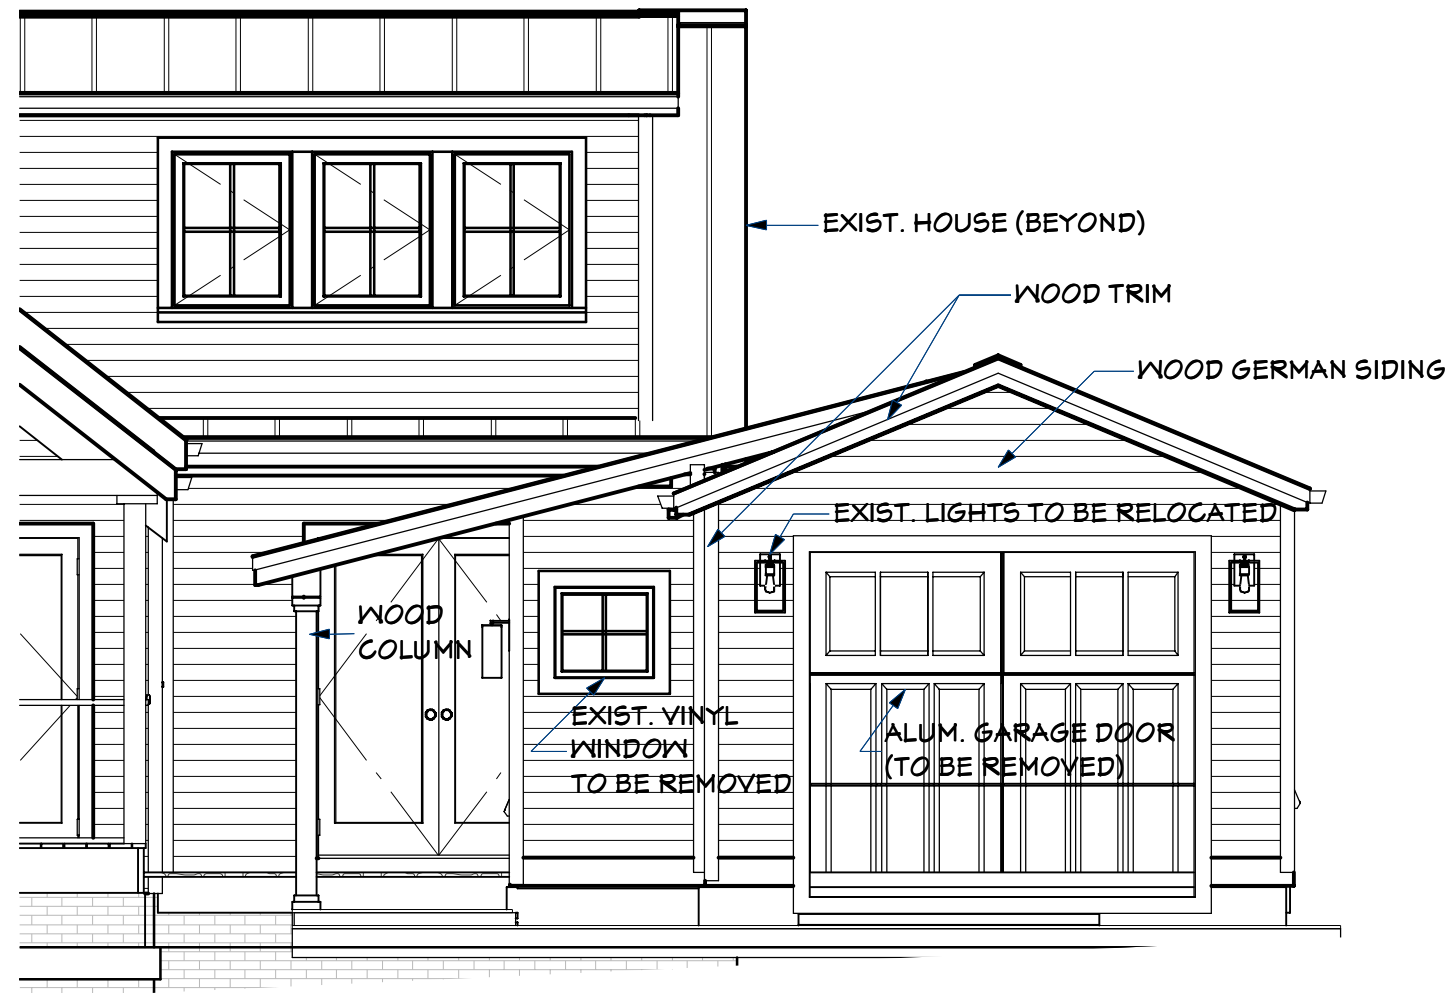 EXIST. HOUSE (BEYOND)
WOOD TRIM
WOOD GERMAN SIDING
EXIST. LIGHTS TO BE RELOCATED
WOOD
COLUMN
EXIST. VINYL
WINDOW
TO BE REMOVED
ALUM. GARAGE DOOR
(TO BE REMOVED)